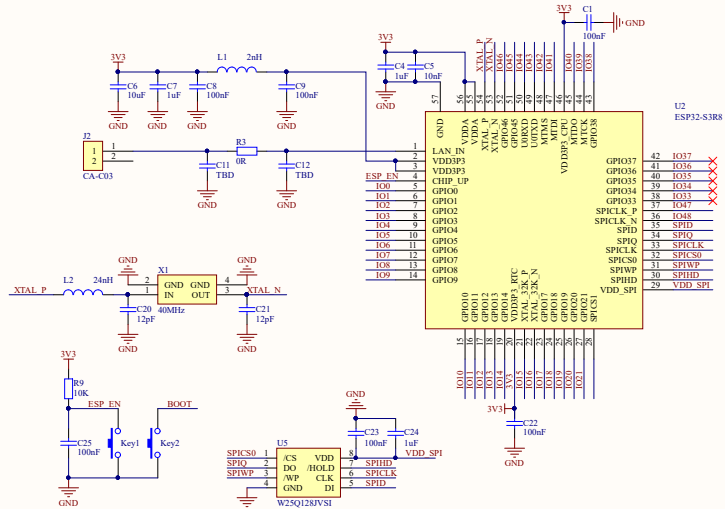 3V3
C1
100nF
GND
3V3
C6
10uF
C7
1uF
C8
100nF
L1
2nH
C9
100nF
GND
GND
GND
GND
3V3
C4
1uF
C5
10nF
GND
XTAL_P
XTAL_N
IO46
IO45
IO44
IO43
IO42
IO41
IO40
IO39
IO38
57
56
55
54
53
52
51
50
49
48
47
46
45
44
43
GND
VDDA
VDDA
XTAL_P
XTAL_N
GPIO46
GPIO45
U0RXD
U0TXD
MTMS
MTDI
VDD3P3_CPU
MTDO
MTCK
GPIO38
U2
ESP32-S3R8
J2
1
2
1
2
CA-C03
R3
0R
C11
TBD
C12
TBD
GND
GND
1 LAN_IN
2 VDD3P3
3 VDD3P3
ESP_EN 4 CHIP_UP
IO0 5 GPIO0
IO1 6 GPIO1
IO2 7 GPIO2
IO3 8 GPIO3
IO4 9 GPIO4
IO5 10 GPIO5
IO6 11 GPIO6
IO7 12 GPIO7
IO8 13 GPIO8
IO9 14 GPIO9
GPIO37 42 IO37
GPIO36 41 IO36
GPIO35 40 IO35
GPIO34 39 IO34
GPIO33 38 IO33
SPICLK_P 37 IO47
SPICLK_N 36 IO48
SPID 35 SPID
SPIQ 34 SPIQ
SPICLK 33 SPICLK
SPICS0 32 SPICS0
SPIWP 31 SPIWP
SPIHD 30 SPIHD
VDD_SPI 29 VDD_SPI
GPIO10
GPIO11
GPIO12
GPIO13
GPIO14
VDD3P3_RTC
XTAL_32K_P
XTAL_32K_N
GPIO17
GPIO18
GPIO19
GPIO20
GPIO21
SPICS1
15
16
17
18
19
20
21
22
23
24
25
26
27
28
IO10
IO11
IO12
IO13
IO14
3V3
IO15
IO16
IO17
IO18
IO19
IO20
IO21
3V3
C22
100nF
GND
XTAL_P
L2
24nH
GND
X1
GND
2 GND GND 4
1 IN OUT 3
40MHz
XTAL_N
C20
12pF
C21
12pF
GND
GND
3V3
R9
10K
ESP_EN
BOOT
C25
100nF
Key1
Key2
GND
GND
C23
100nF
C24
1uF
U5
SPICS0 1 /CS VDD 8 VDD_SPI
SPIQ 2 DO /HOLD 7 SPIHD
SPIWP 3 /WP CLK 6 SPICLK
4 GND DI 5 SPID
W25Q128JVSI
GND